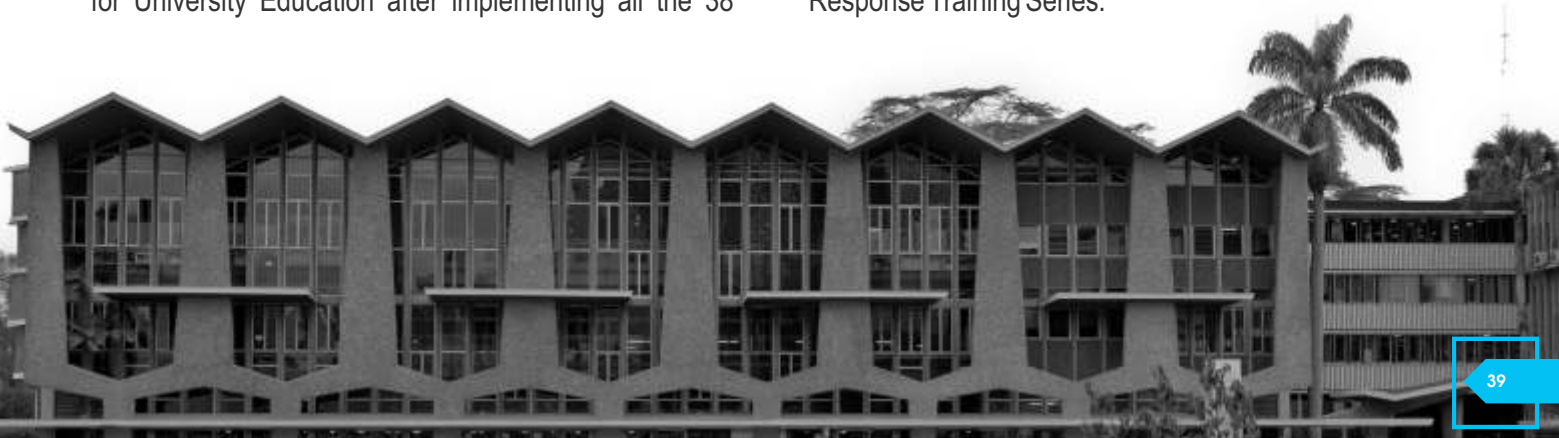 for University Education after implementing all the 38
Response Training Series.
39